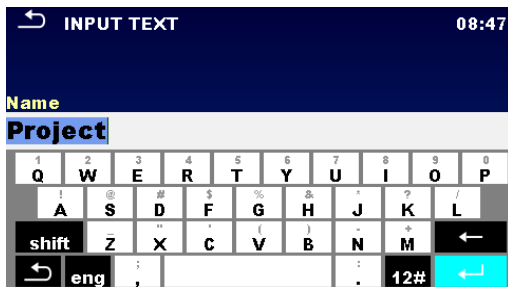 INPUT TEXT 08:47
Name
Project
1 2 3 4 5 6 7 8 9 0
Q W E R T Y U I O P
! @ # $ % & * ? /
A S D F G H J K L
_ " ' ( ) - +
shift Z X C V B N M ←
; :
eng , . 12#